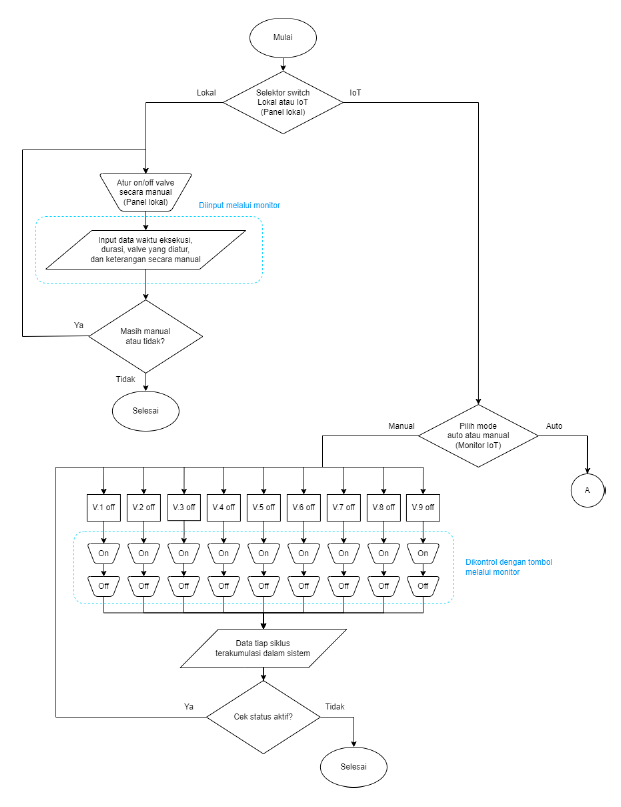 Mulai
Selektor switch
Lokal atau IoT
(Panel lokal)
Lokal
IoT
Atur on/off valve
secara manual
(Panel lokal)
Diinput melalui monitor
Input data waktu eksekusi,
durasi, valve yang diatur,
dan keterangan secara manual
Ya
Masih manual
atau tidak?
Tidak
Selesai
Manual
Pilih mode
auto atau manual
(Monitor IoT)
Auto
A
V.1 off
V.2 off
V.3 off
V.4 off
V.5 off
V.6 off
V.7 off
V.8 off
V.9 off
On
On
On
On
On
On
On
On
On
Off
Off
Off
Off
Off
Off
Off
Off
Off
Dikontrol dengan tombol
melalui monitor
Data tiap siklus
terakumulasi dalam sistem
Ya
Cek status aktif?
Tidak
Selesai